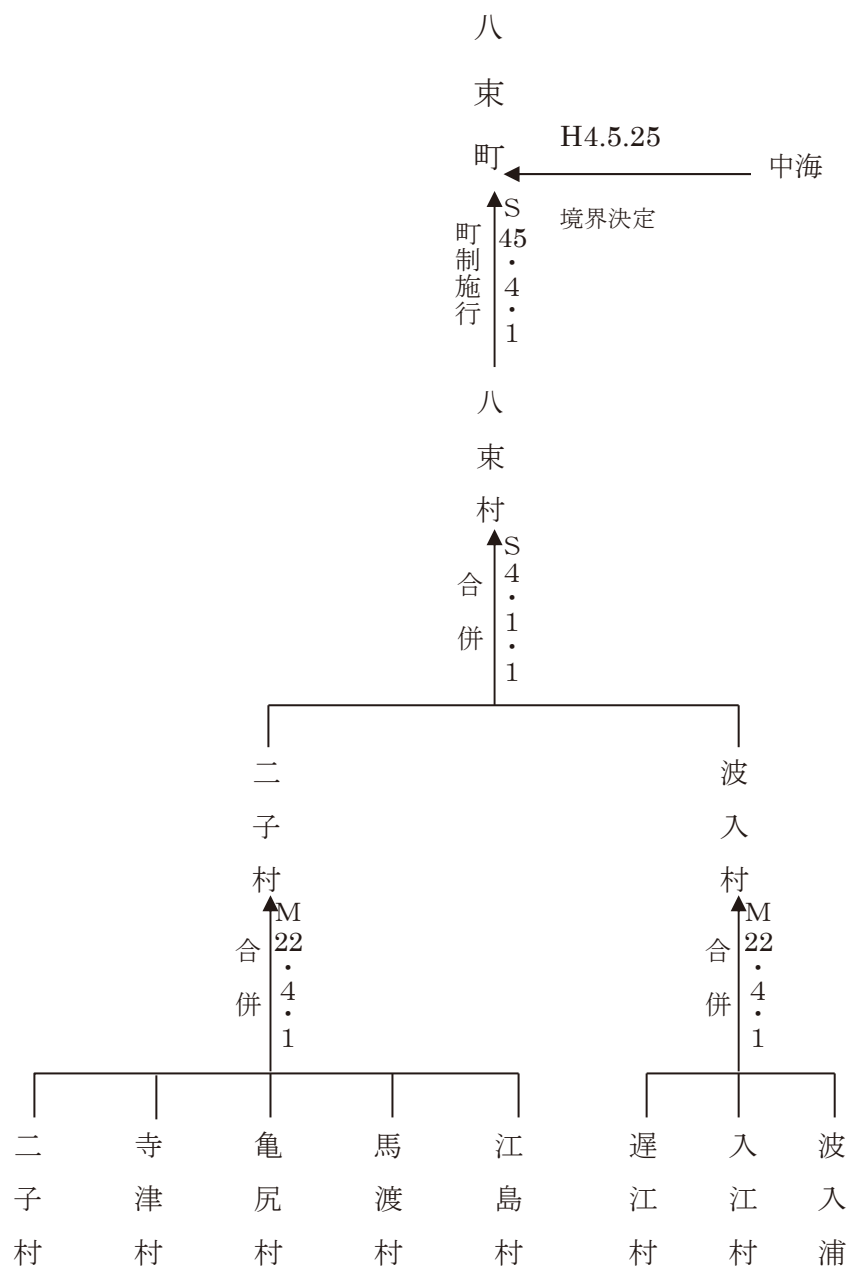 八束町
H4.5.25
中海
境界決定
町制施行
S45・4・1
八束村
合併
S4・1・1
二子村
波入村
合併
M22・4・1
合併
M22・4・1
二子村
寺津村
亀尻村
馬渡村
江島村
遅江村
入江村
波入浦